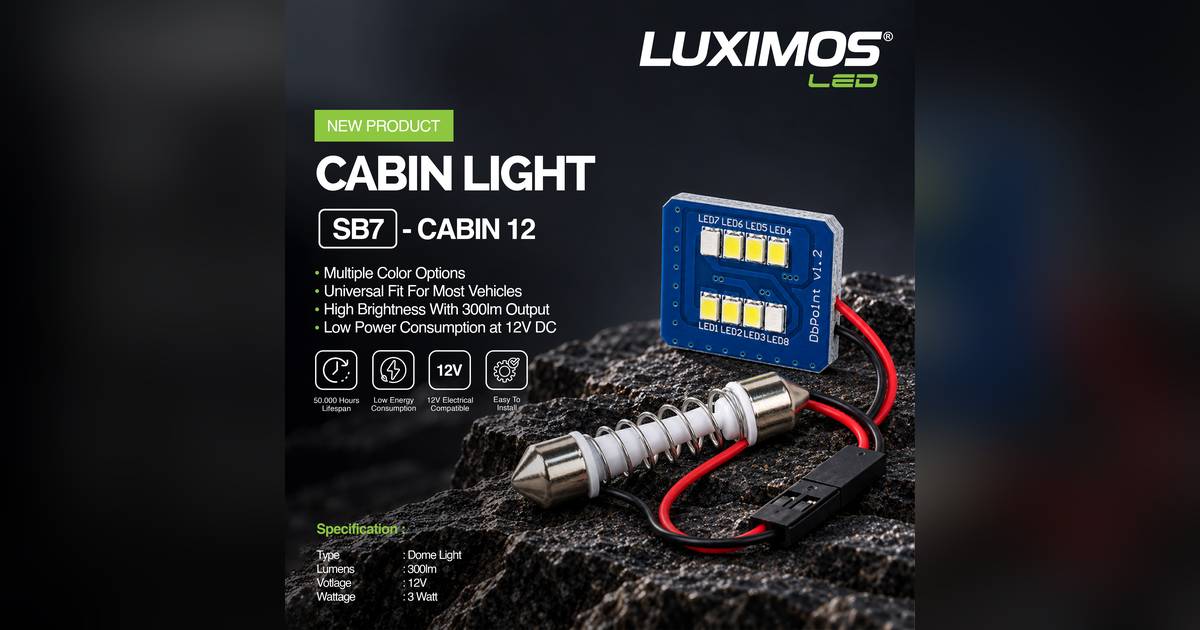 LUXIMOS®
LED
NEW PRODUCT
CABIN LIGHT
SB7 - CABIN 12
• Multiple Color Options
• Universal Fit For Most Vehicles
• High Brightness With 300lm Output
• Low Power Consumption at 12V DC
12V
50.000 Hours Lifespan
Low Energy Consumption
12V Electrical Compatible
Easy To Install
LED7 LED6 LED5 LED4
LED1 LED2 LED3 LED8
DbPo1nt v1.2
Specification :
Type : Dome Light
Lumens : 300lm
Votlage : 12V
Wattage : 3 Watt